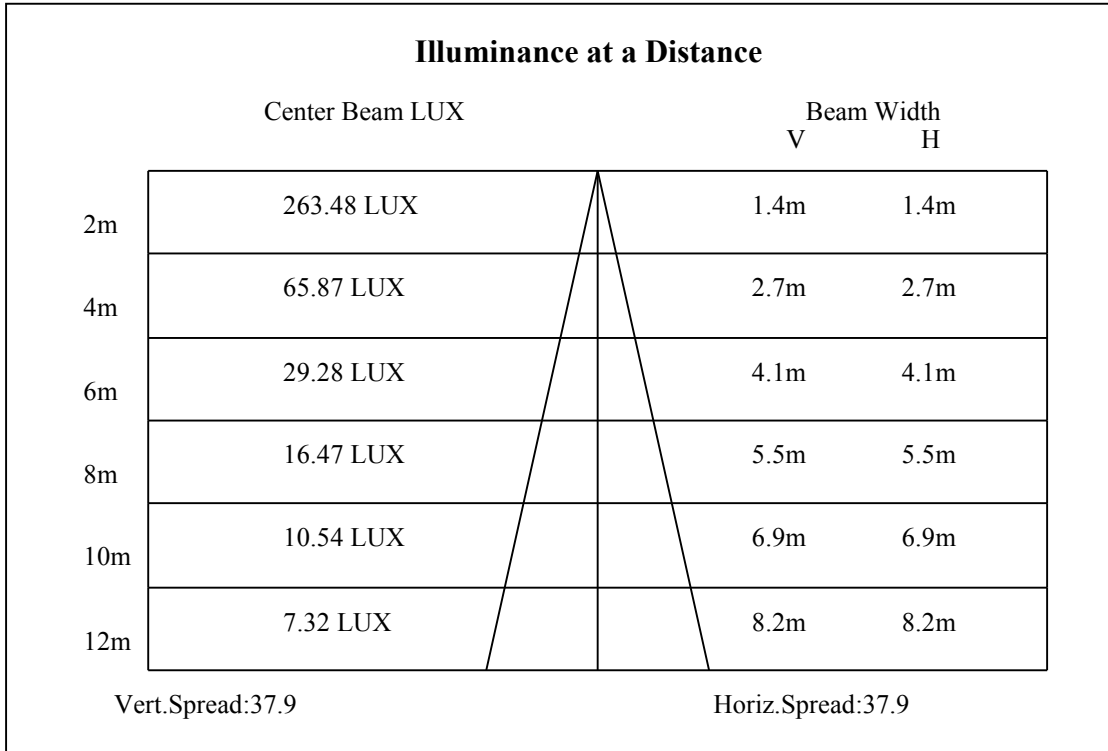 Illuminance at a Distance
Center Beam LUX Beam Width
V H
2m 263.48 LUX 1.4m 1.4m
4m 65.87 LUX 2.7m 2.7m
6m 29.28 LUX 4.1m 4.1m
8m 16.47 LUX 5.5m 5.5m
10m 10.54 LUX 6.9m 6.9m
12m 7.32 LUX 8.2m 8.2m
Vert.Spread:37.9 Horiz.Spread:37.9